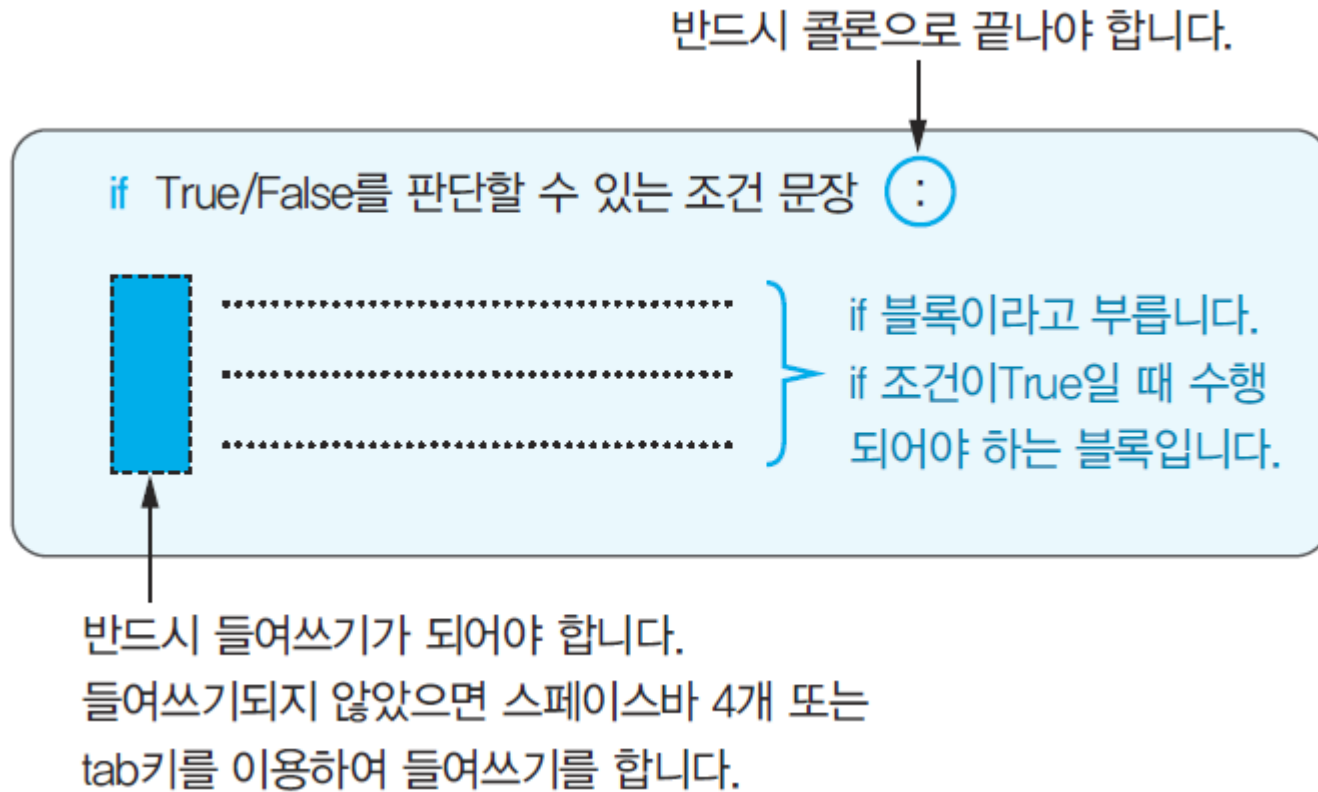 반드시 콜론으로 끝나야 합니다.
if True/False를 판단할 수 있는 조건 문장 :
if 블록이라고 부릅니다.
if 조건이True일 때 수행
되어야 하는 블록입니다.
반드시 들여쓰기가 되어야 합니다.
들여쓰기되지 않았으면 스페이스바 4개 또는
tab키를 이용하여 들여쓰기를 합니다.